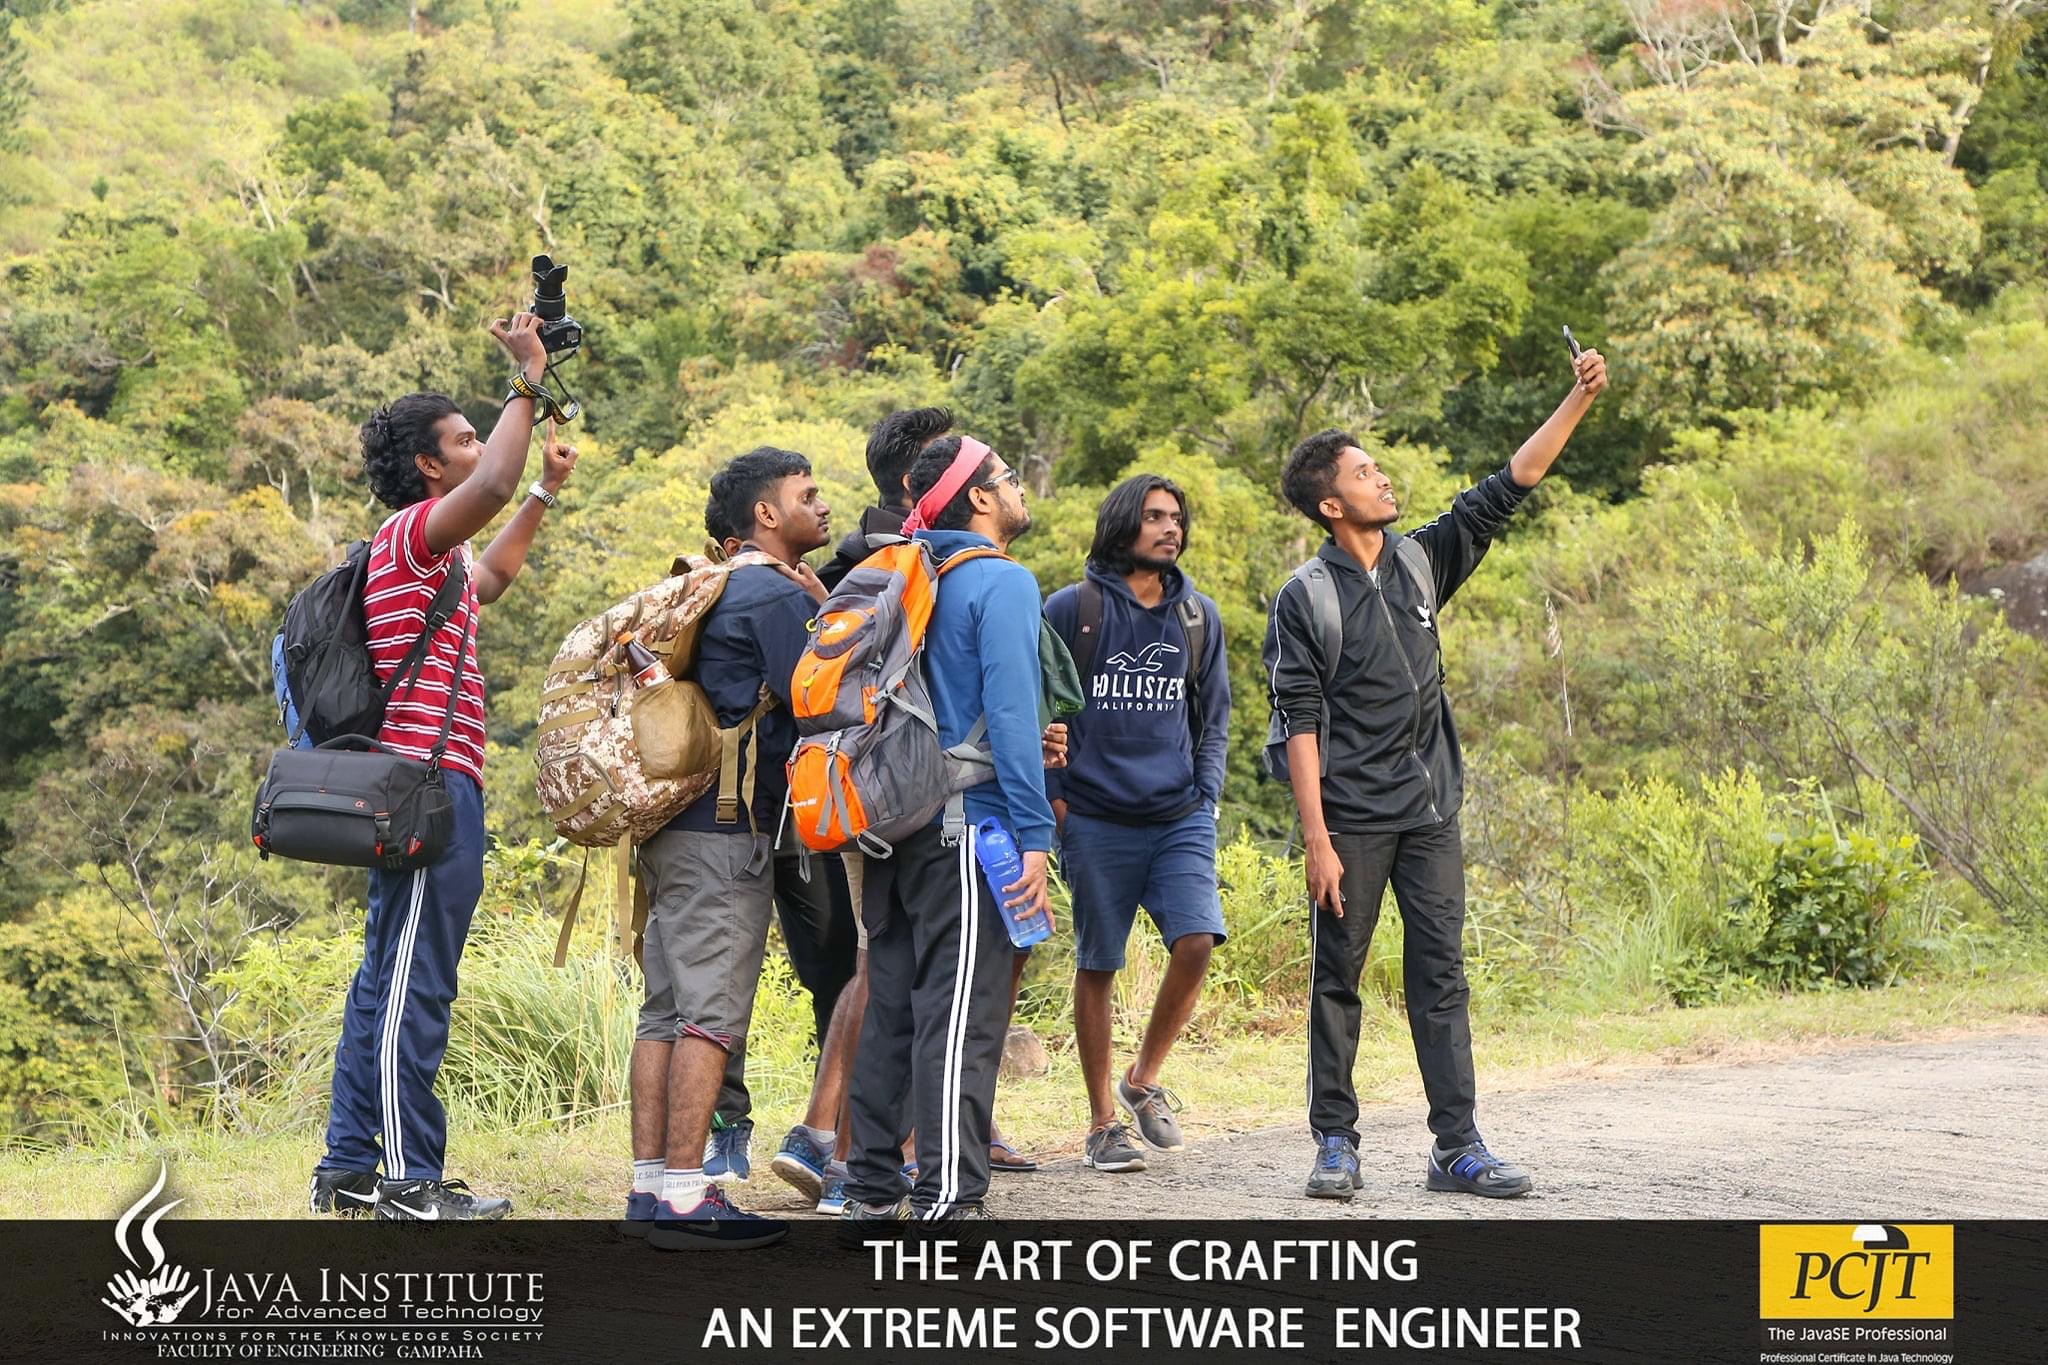 Nikon
HOLLISTER
CALIFORNIA
JAVA INSTITUTE
for Advanced Technology
INNOVATIONS FOR THE KNOWLEDGE SOCIETY
FACULTY OF ENGINEERING GAMPAHA
THE ART OF CRAFTING
AN EXTREME SOFTWARE ENGINEER
PCJT
The JavaSE Professional
Professional Certificate In Java Technology